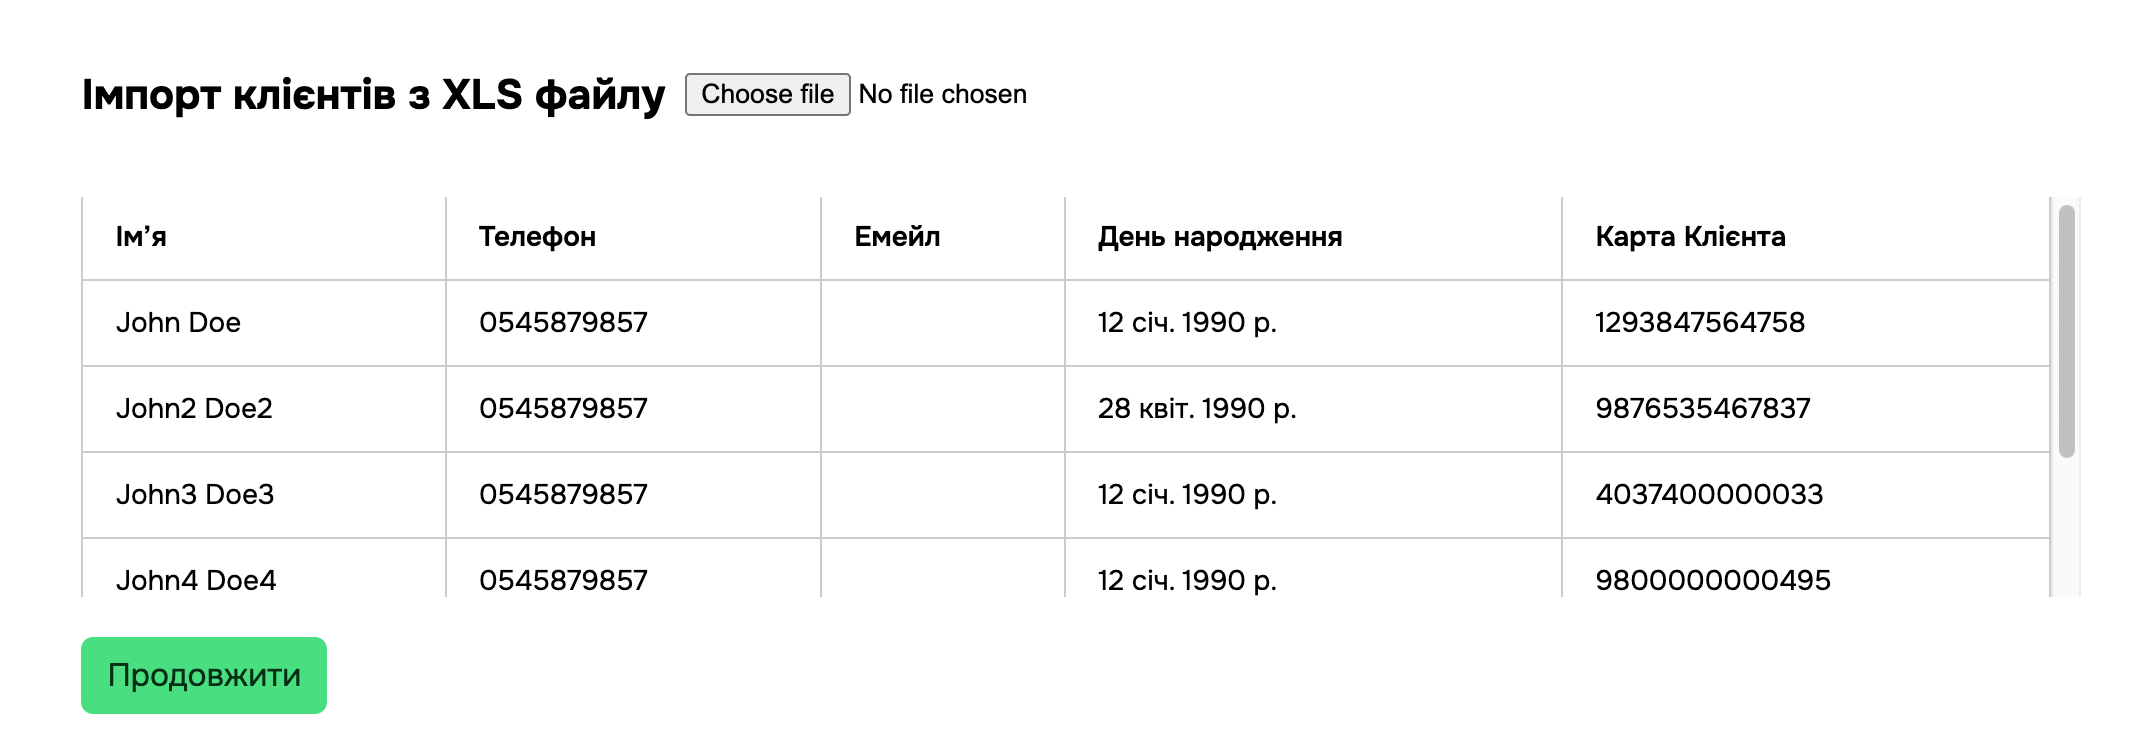 Імпорт клієнтів з XLS файлу Choose file No file chosen
Ім’я Телефон Емейл День народження Карта Клієнта
John Doe 0545879857 12 січ. 1990 р. 1293847564758
John2 Doe2 0545879857 28 квіт. 1990 р. 9876535467837
John3 Doe3 0545879857 12 січ. 1990 р. 4037400000033
John4 Doe4 0545879857 12 січ. 1990 р. 9800000000495
Продовжити